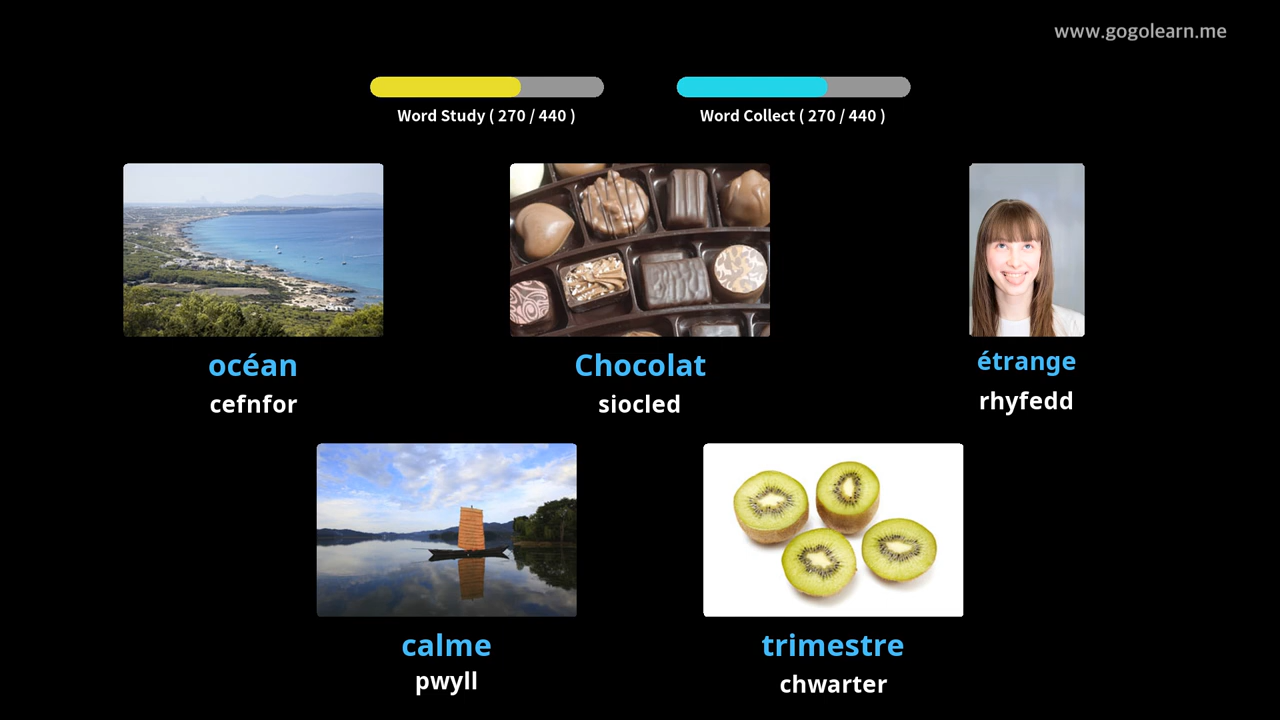 www.gogolearn.me
Word Study ( 270 / 440 )
Word Collect ( 270 / 440 )
océan
cefnfor
Chocolat
siocled
étrange
rhyfedd
calme
pwyll
trimestre
chwarter